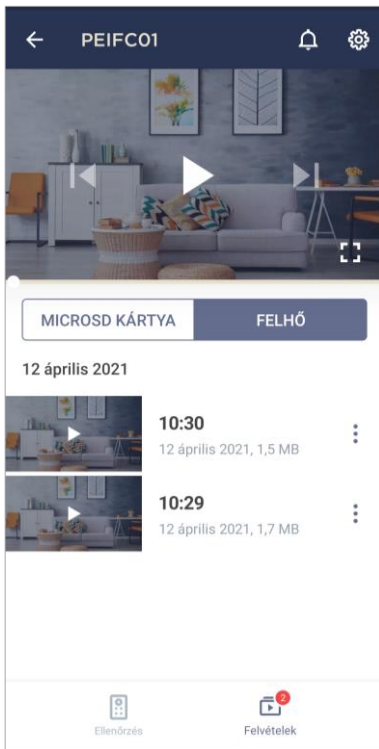 PEIFC01
MICROSD KÁRTYA
FELHŐ
12 április 2021
10:30
12 április 2021, 1,5 MB
10:29
12 április 2021, 1,7 MB
Ellenőrzés
2
Felvételek